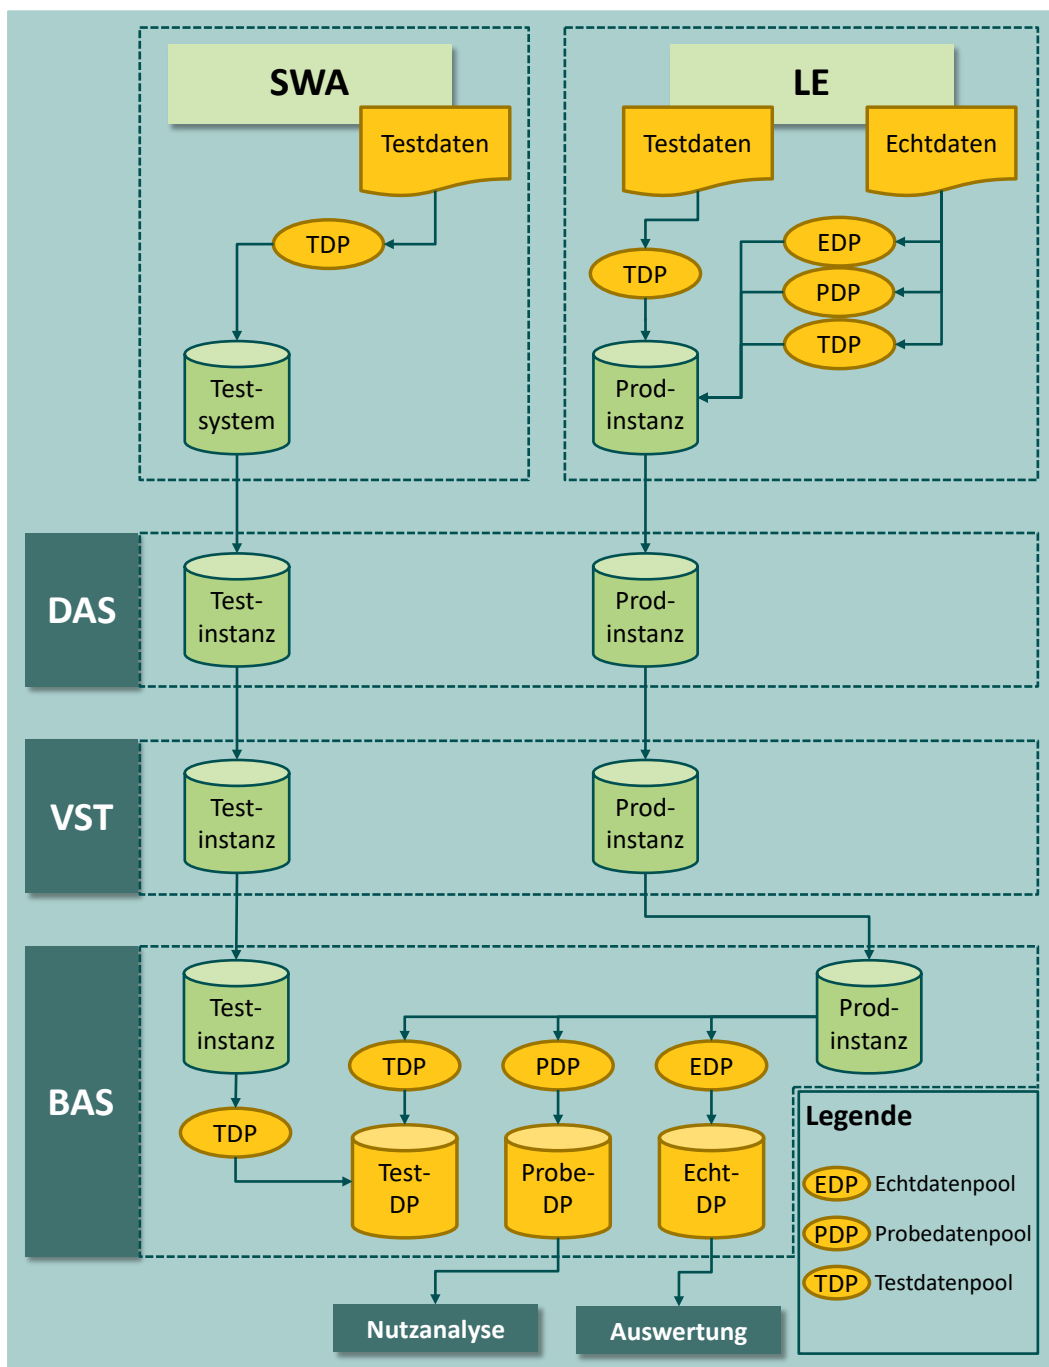 SWA
Testdaten
TDP
Test-
system
LE
Testdaten
Echtdaten
TDP
EDP
PDP
TDP
Prod-
instanz
DAS
Test-
instanz
Prod-
instanz
VST
Test-
instanz
Prod-
instanz
BAS
Test-
instanz
Prod-
instanz
TDP
PDP
EDP
TDP
Test-
DP
Probe-
DP
Echt-
DP
Legende
EDP Echtdatenpool
PDP Probedatenpool
TDP Testdatenpool
Nutzanalyse
Auswertung